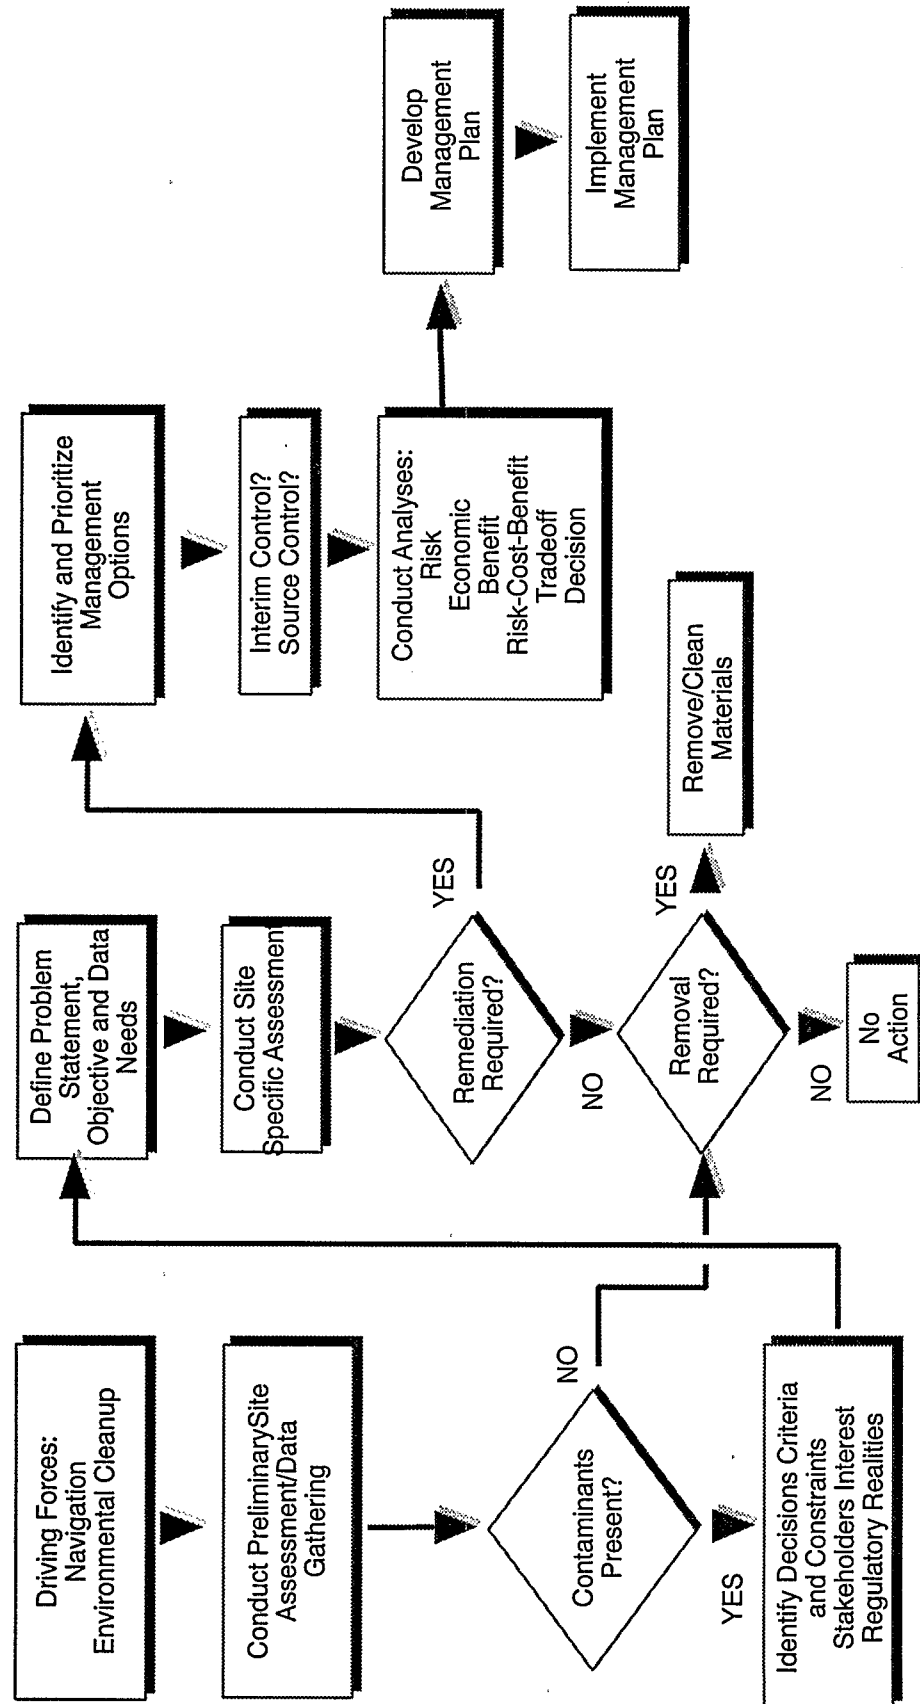 Driving Forces:
Navigation
Environmental Cleanup
Conduct PreliminarySite
Assessment/Data
Gathering
Contaminants
Present?
NO
YES
Identify Decisions Criteria
and Constraints
Stakeholders Interest
Regulatory Realities
Define Problem
Statement,
Objective and Data
Needs
Conduct Site
Specific Assessment
Remediation
Required?
YES
NO
Removal
Required?
YES
NO
No
Action
Remove/Clean
Materials
Identify and Prioritize
Management
Options
Interim Control?
Source Control?
Conduct Analyses:
Risk
Economic
Benefit
Risk-Cost-Benefit
Tradeoff
Decision
Develop
Management
Plan
Implement
Management
Plan